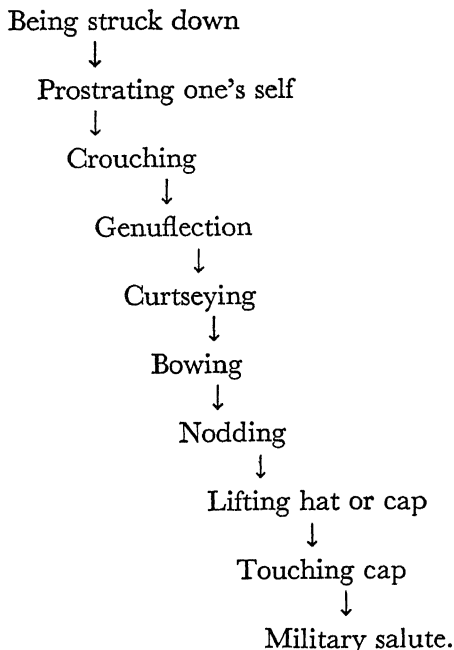 Being struck down
↓
Prostrating one's self
↓
Crouching
↓
Genuflection
↓
Curtseying
↓
Bowing
↓
Nodding
↓
Lifting hat or cap
↓
Touching cap
↓
Military salute.